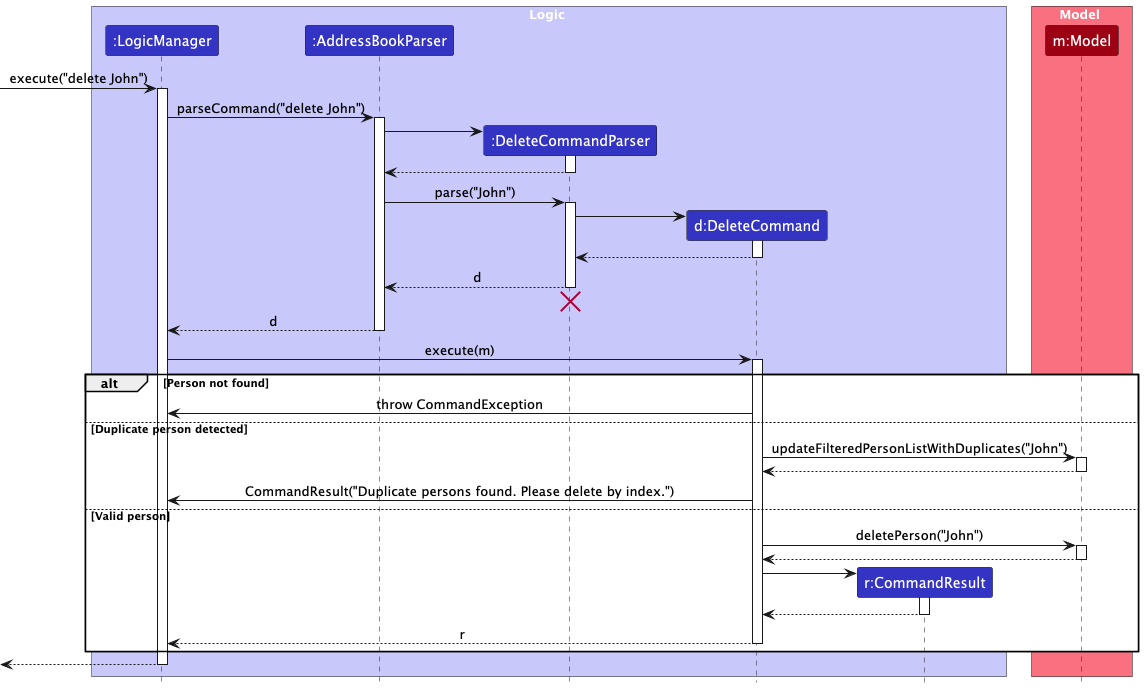 Logic
Model
:LogicManager
:AddressBookParser
m:Model
execute("delete John")
parseCommand("delete John")
:DeleteCommandParser
parse("John")
d:DeleteCommand
d
d
execute(m)
alt
[Person not found]
throw CommandException
[Duplicate person detected]
updateFilteredPersonListWithDuplicates("John")
CommandResult("Duplicate persons found. Please delete by index.")
[Valid person]
deletePerson("John")
r:CommandResult
r